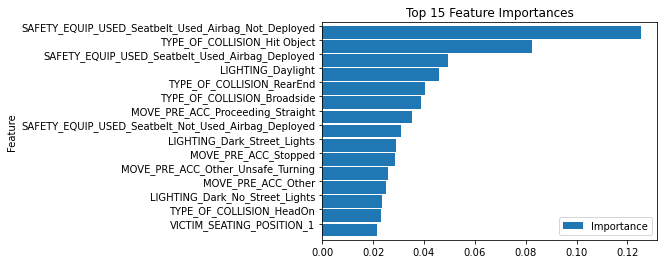 Top 15 Feature Importances
SAFETY_EQUIP_USED_Seatbelt_Used_Airbag_Not_Deployed
TYPE_OF_COLLISION_Hit Object
SAFETY_EQUIP_USED_Seatbelt_Used_Airbag_Deployed
LIGHTING_Daylight
TYPE_OF_COLLISION_RearEnd
TYPE_OF_COLLISION_Broadside
MOVE_PRE_ACC_Proceeding_Straight
SAFETY_EQUIP_USED_Seatbelt_Not_Used_Airbag_Deployed
LIGHTING_Dark_Street_Lights
MOVE_PRE_ACC_Stopped
MOVE_PRE_ACC_Other_Unsafe_Turning
MOVE_PRE_ACC_Other
LIGHTING_Dark_No_Street_Lights
TYPE_OF_COLLISION_HeadOn
VICTIM_SEATING_POSITION_1
Feature
Importance
0.00 0.02 0.04 0.06 0.08 0.10 0.12